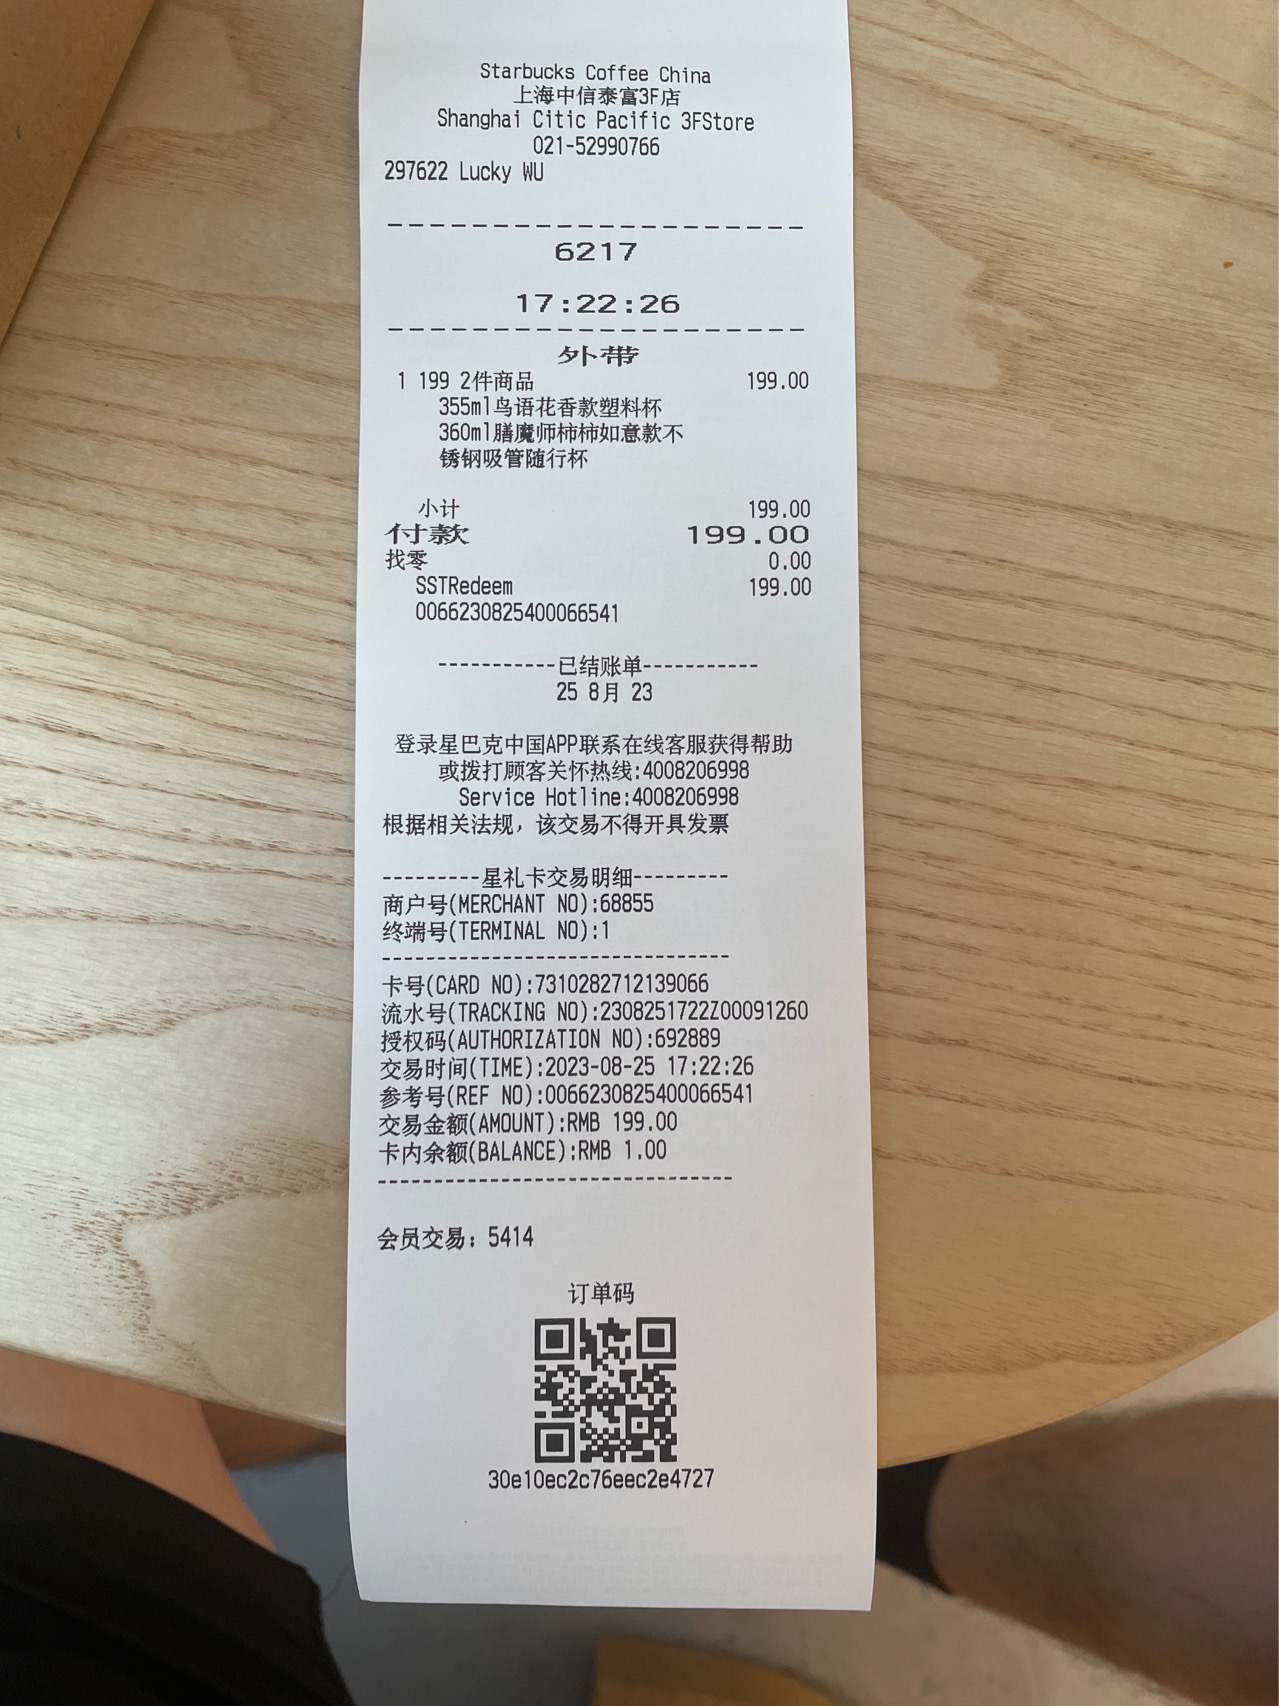 Starbucks Coffee China
上海中信泰富3F店
Shanghai Citic Pacific 3FStore
021-52990766
297622 Lucky WU
--------------------
6217
17:22:26
--------------------
外带
1 199 2件商品 199.00
355ml鸟语花香款塑料杯
360ml膳魔师柿柿如意款不
锈钢吸管随行杯
小计 199.00
付款 199.00
找零 0.00
SSTRedeem 199.00
0066230825400066541
-----------已结账单-----------
25 8月 23
登录星巴克中国APP联系在线客服获得帮助
或拨打顾客关怀热线:4008206998
Service Hotline:4008206998
根据相关法规，该交易不得开具发票
---------星礼卡交易明细---------
商户号(MERCHANT NO):68855
终端号(TERMINAL NO):1
--------------------------------
卡号(CARD NO):7310282712139066
流水号(TRACKING NO):2308251722Z00091260
授权码(AUTHORIZATION NO):692889
交易时间(TIME):2023-08-25 17:22:26
参考号(REF NO):0066230825400066541
交易金额(AMOUNT):RMB 199.00
卡内余额(BALANCE):RMB 1.00
--------------------------------
会员交易：5414
订单码
30e10ec2c76eec2e4727